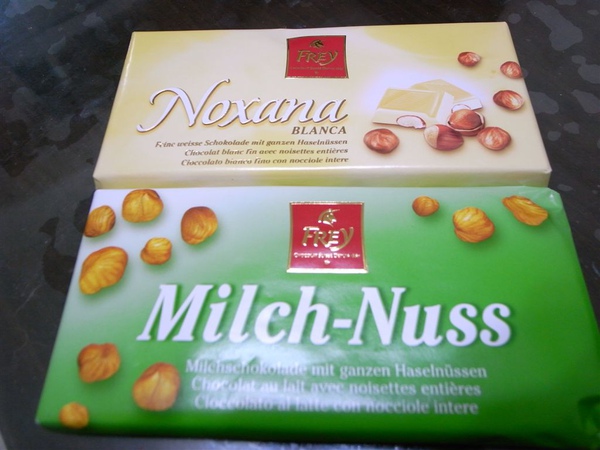 FREY
Noxana
BLANCA
Feine weisse Schokolade mit ganzen Haselnüssen
Chocolat blanc fin avec noisettes entières
Cioccolato bianco fino con nocciole intere
FREY
Milch-Nuss
Milchschokolade mit ganzen Haselnüssen
Chocolat au lait avec noisettes entières
Cioccolato al latte con nocciole intere